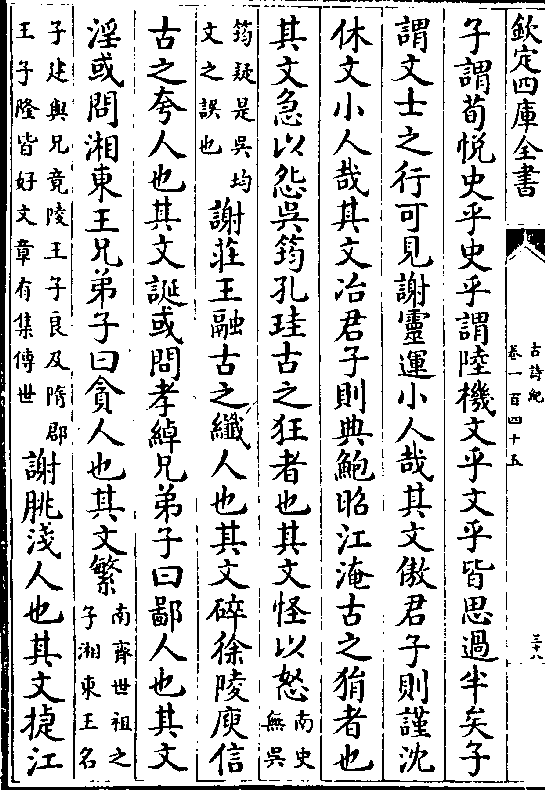 欽定四庫全書
古詩紀
卷一百四十五
三十八
子謂荀悅史乎史乎謂陸機文乎文乎皆思過半矣子
謂文士之行可見謝靈運小人哉其文傲君子則謹沈
休文小人哉其文冶君子則典鮑昭江淹古之狷者也
其文急以怨吳筠孔珪古之狂者也其文怪以怒南史無吳
筠疑是吳均文之誤也謝莊王融古之纖人也其文碎徐陵庾信
古之夸人也其文誕或問孝綽兄弟子曰鄙人也其文
淫或問湘東王兄弟子曰貪人也其文繁南齊世祖之子湘東王名
子建與兄竟陵王子良及隋郡王子隆皆好文章有集傳世謝朓淺人也其文捷江